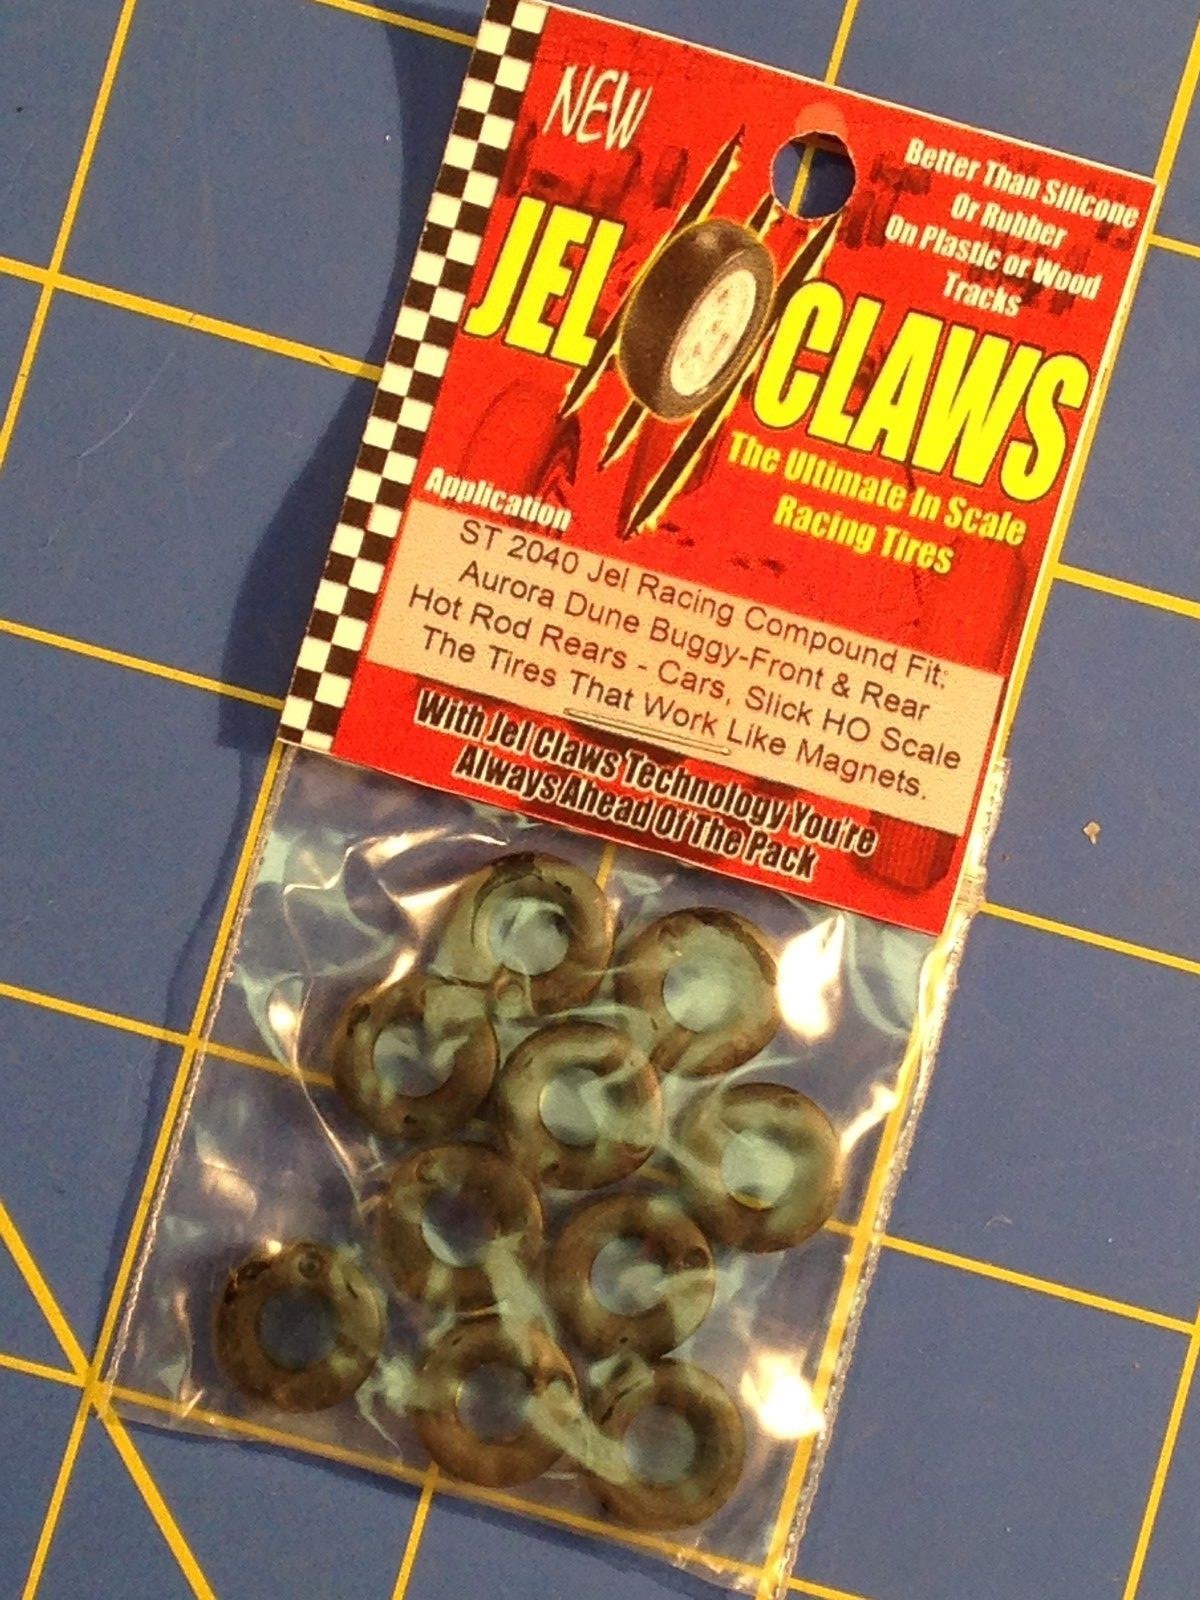 NEW
JEL CLAWS
Better Than Silicone
Or Rubber
On Plastic or Wood
Tracks
The Ultimate In Scale
Racing Tires
Application
ST 2040 Jel Racing Compound Fit:
Aurora Dune Buggy-Front & Rear
Hot Rod Rears - Cars, Slick HO Scale
The Tires That Work Like Magnets.
With Jel Claws Technology You're
Always Ahead Of The Pack